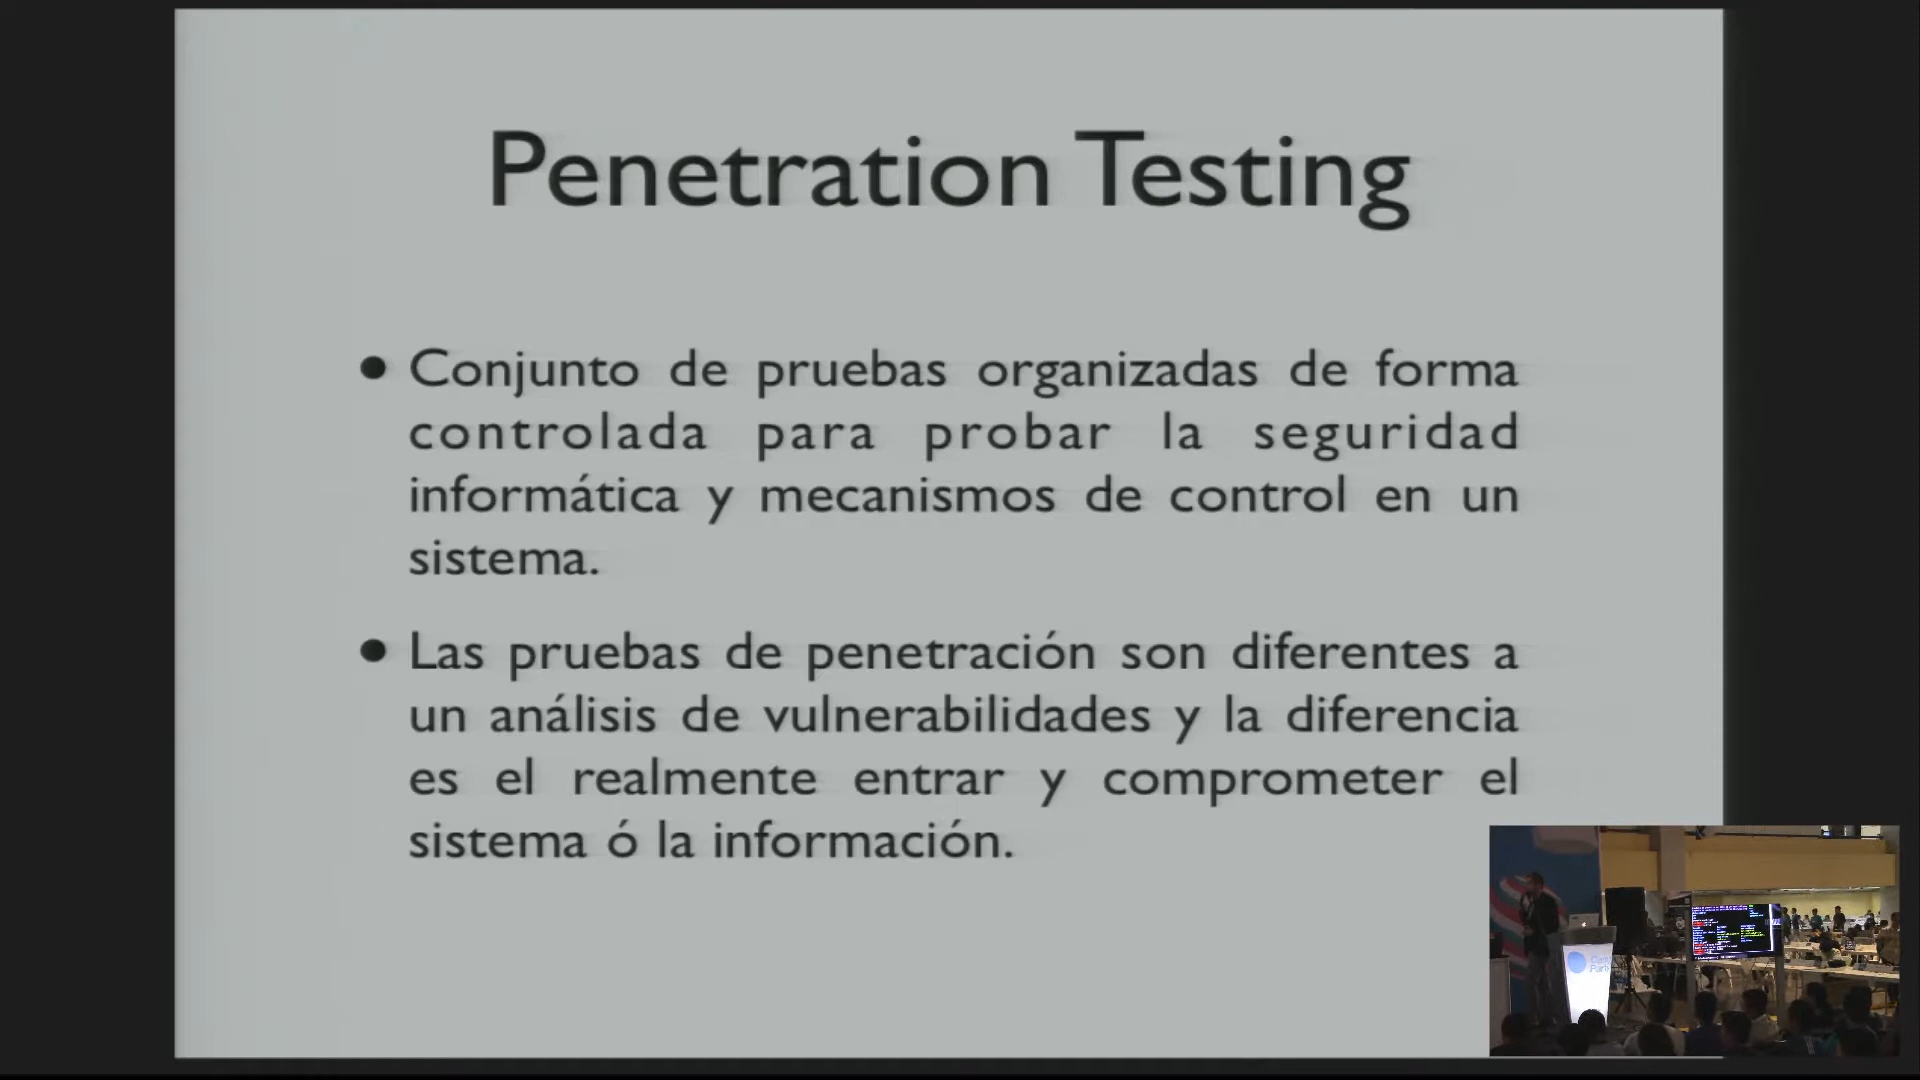 Penetration Testing
• Conjunto de pruebas organizadas de forma
controlada para probar la seguridad
informática y mecanismos de control en un
sistema.
• Las pruebas de penetración son diferentes a
un análisis de vulnerabilidades y la diferencia
es el realmente entrar y comprometer el
sistema ó la información.